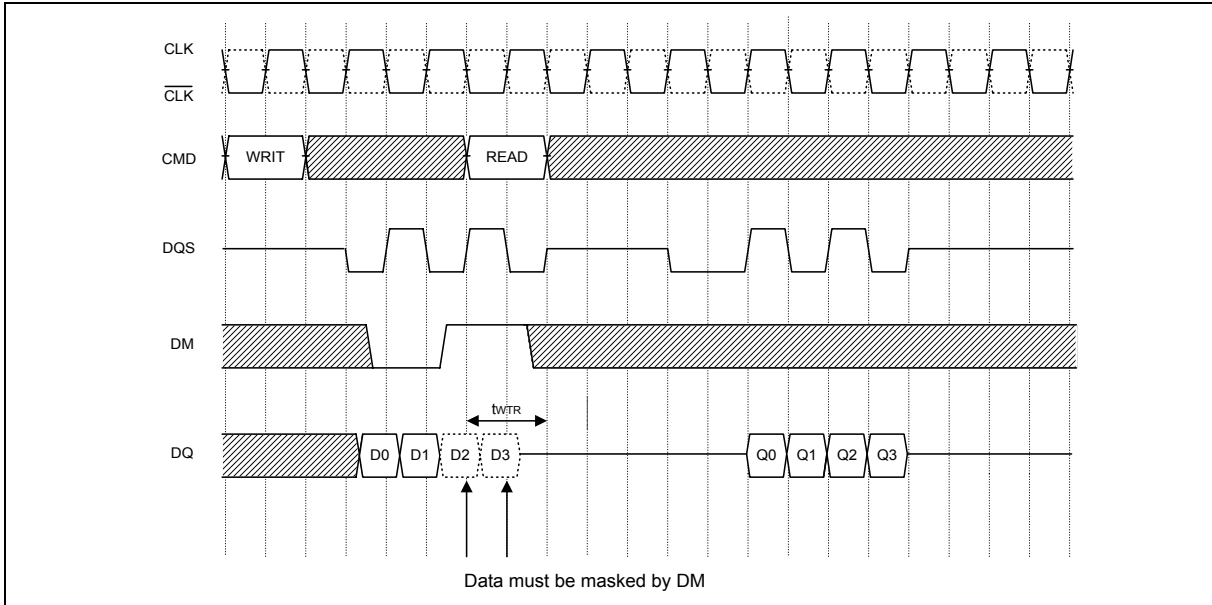 CLK
CLK
CMD WRIT READ
DQS
DM
tWTR
DQ D0 D1 D2 D3 Q0 Q1 Q2 Q3
Data must be masked by DM